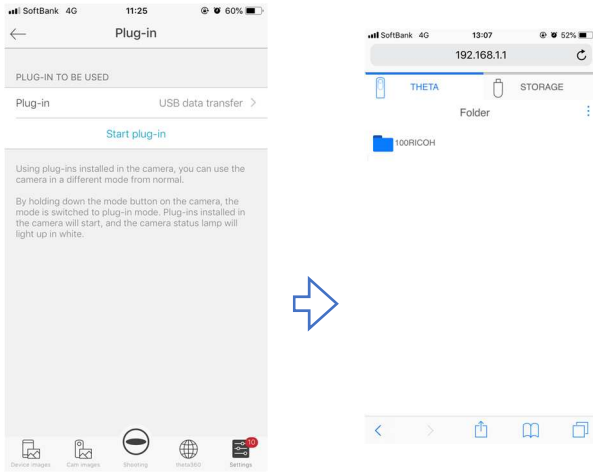 SoftBank 4G 11:25 60%
Plug-in
PLUG-IN TO BE USED
Plug-in USB data transfer >
Start plug-in
Using plug-ins installed in the camera, you can use the
camera in a different mode from normal.
By holding down the mode button on the camera, the
mode is switched to plug-in mode. Plug-ins installed in
the camera will start, and the camera status lamp will
light up in white.
10
Device images Cam images Shooting theta360 Settings
SoftBank 4G 13:07 52%
192.168.1.1
THETA STORAGE
Folder
100RICOH